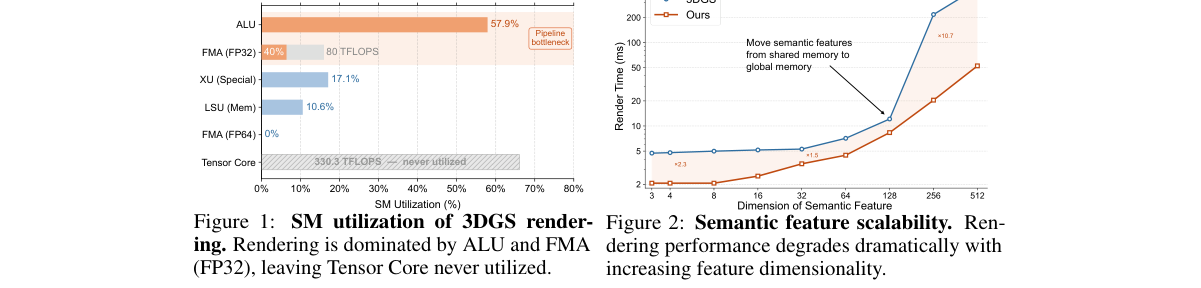 ALU
57.9%
Pipeline
bottleneck
FMA (FP32)
40%
80 TFLOPS
XU (Special)
17.1%
LSU (Mem)
10.6%
FMA (FP64)
0%
Tensor Core
330.3 TFLOPS — never utilized
0% 10% 20% 30% 40% 50% 60% 70% 80%
SM Utilization (%)
Figure 1: SM utilization of 3DGS render-
ing. Rendering is dominated by ALU and FMA
(FP32), leaving Tensor Core never utilized.
3DGS
Ours
Render Time (ms)
200
100
50
20
10
5
2
Move semantic features
from shared memory to
global memory
×10.7
×2.3
×1.5
3 4 8 16 32 64 128 256 512
Dimension of Semantic Feature
Figure 2: Semantic feature scalability. Ren-
dering performance degrades dramatically with
increasing feature dimensionality.